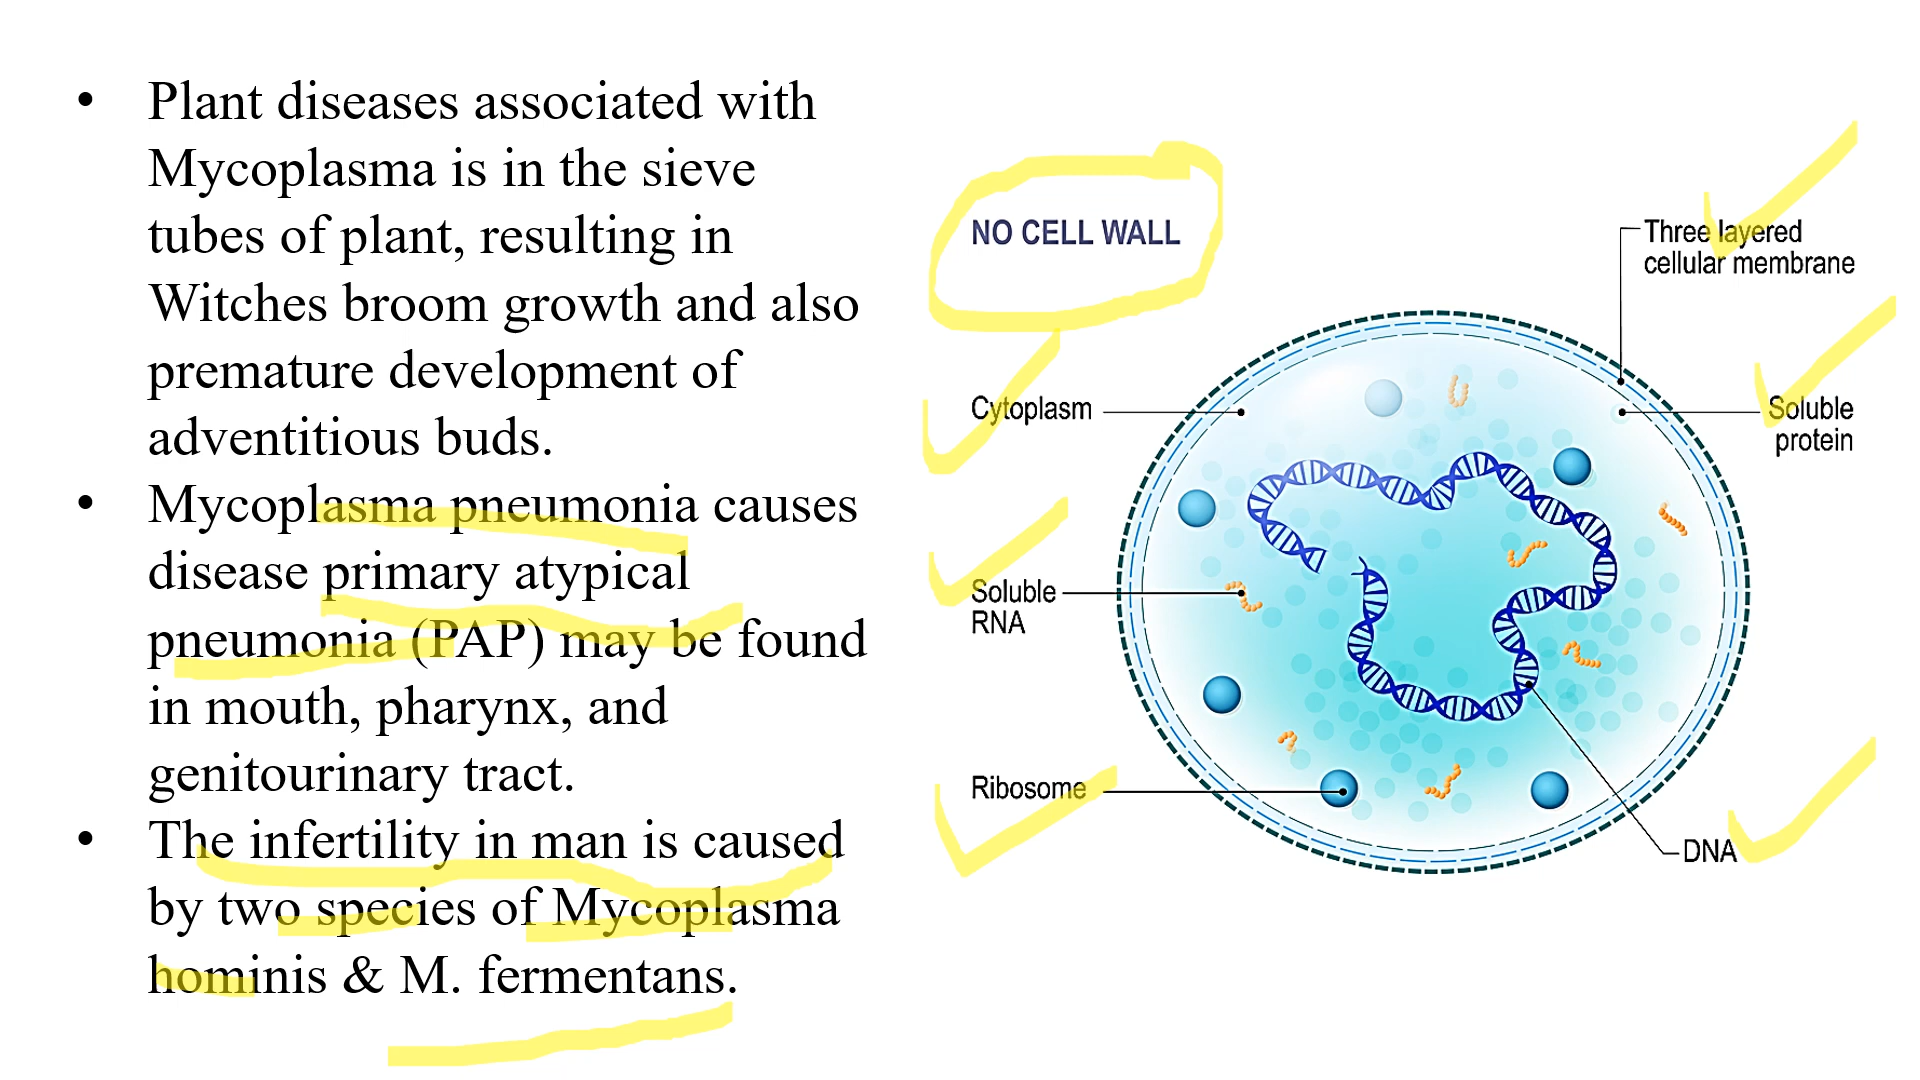 • Plant diseases associated with
Mycoplasma is in the sieve
tubes of plant, resulting in
Witches broom growth and also
premature development of
adventitious buds.
• Mycoplasma pneumonia causes
disease primary atypical
pneumonia (PAP) may be found
in mouth, pharynx, and
genitourinary tract.
• The infertility in man is caused
by two species of Mycoplasma
hominis & M. fermentans.
NO CELL WALL
Three layered
cellular membrane
Cytoplasm
Soluble
protein
Soluble
RNA
Ribosome
DNA